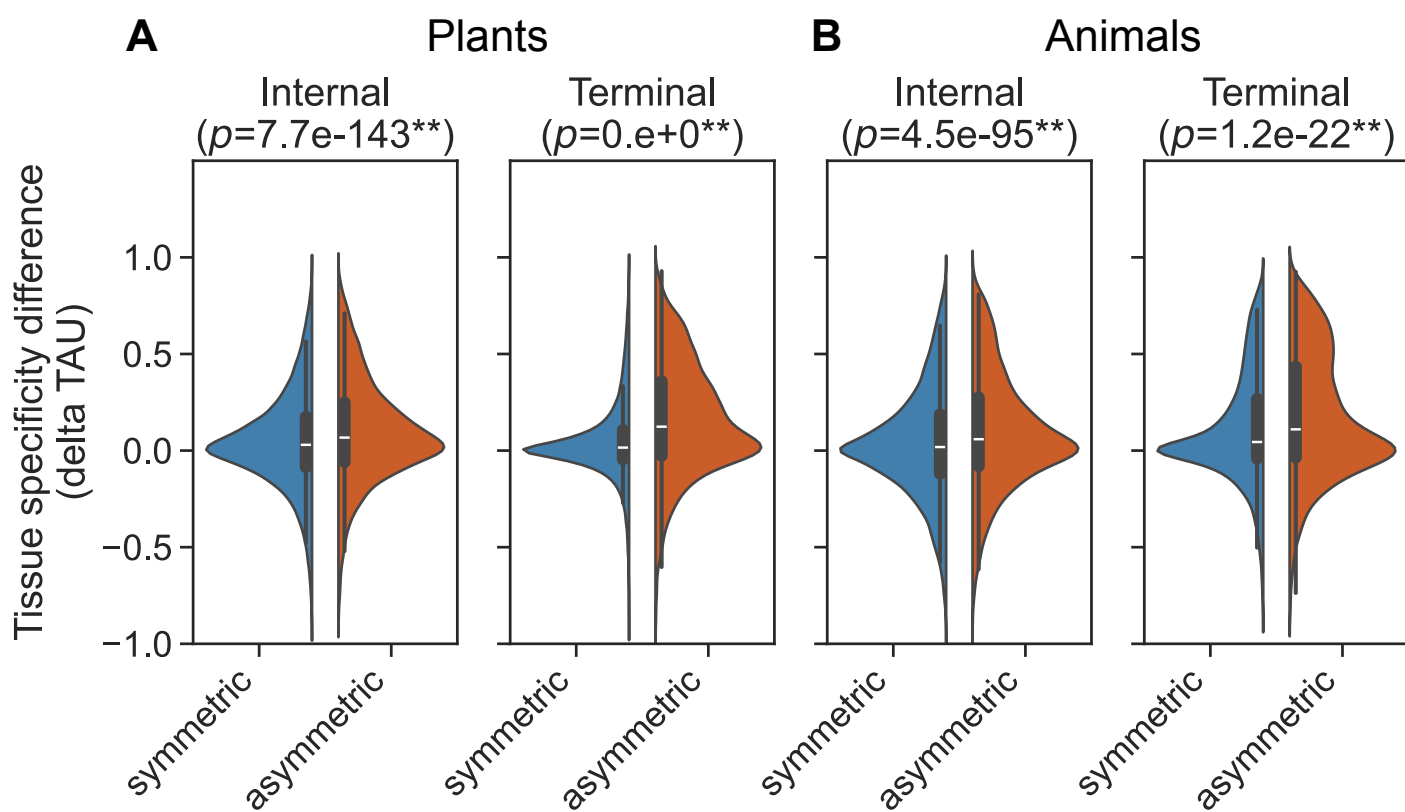 A Plants B Animals
Internal Terminal Internal Terminal
(p=7.7e-143**) (p=0.e+0**) (p=4.5e-95**) (p=1.2e-22**)
Tissue specificity difference
(delta TAU)
1.0
0.5
0.0
−0.5
−1.0
symmetric
asymmetric
symmetric
asymmetric
symmetric
asymmetric
symmetric
asymmetric